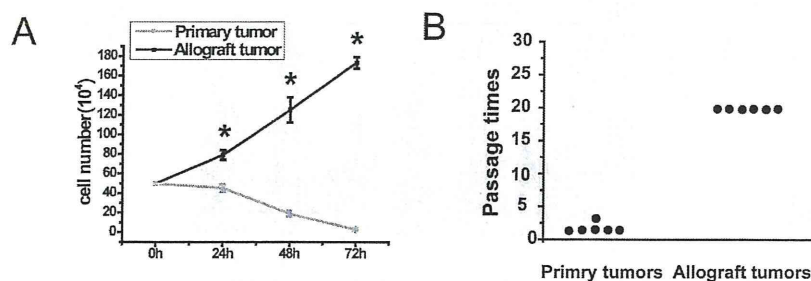 A
Primary tumor
Allograft tumor
cell number(10⁴)
180
160
140
120
100
80
60
40
20
0
* * *
0h 24h 48h 72h
B
Passage times
30
25
20
15
10
5
0
Primry tumors Allograft tumors